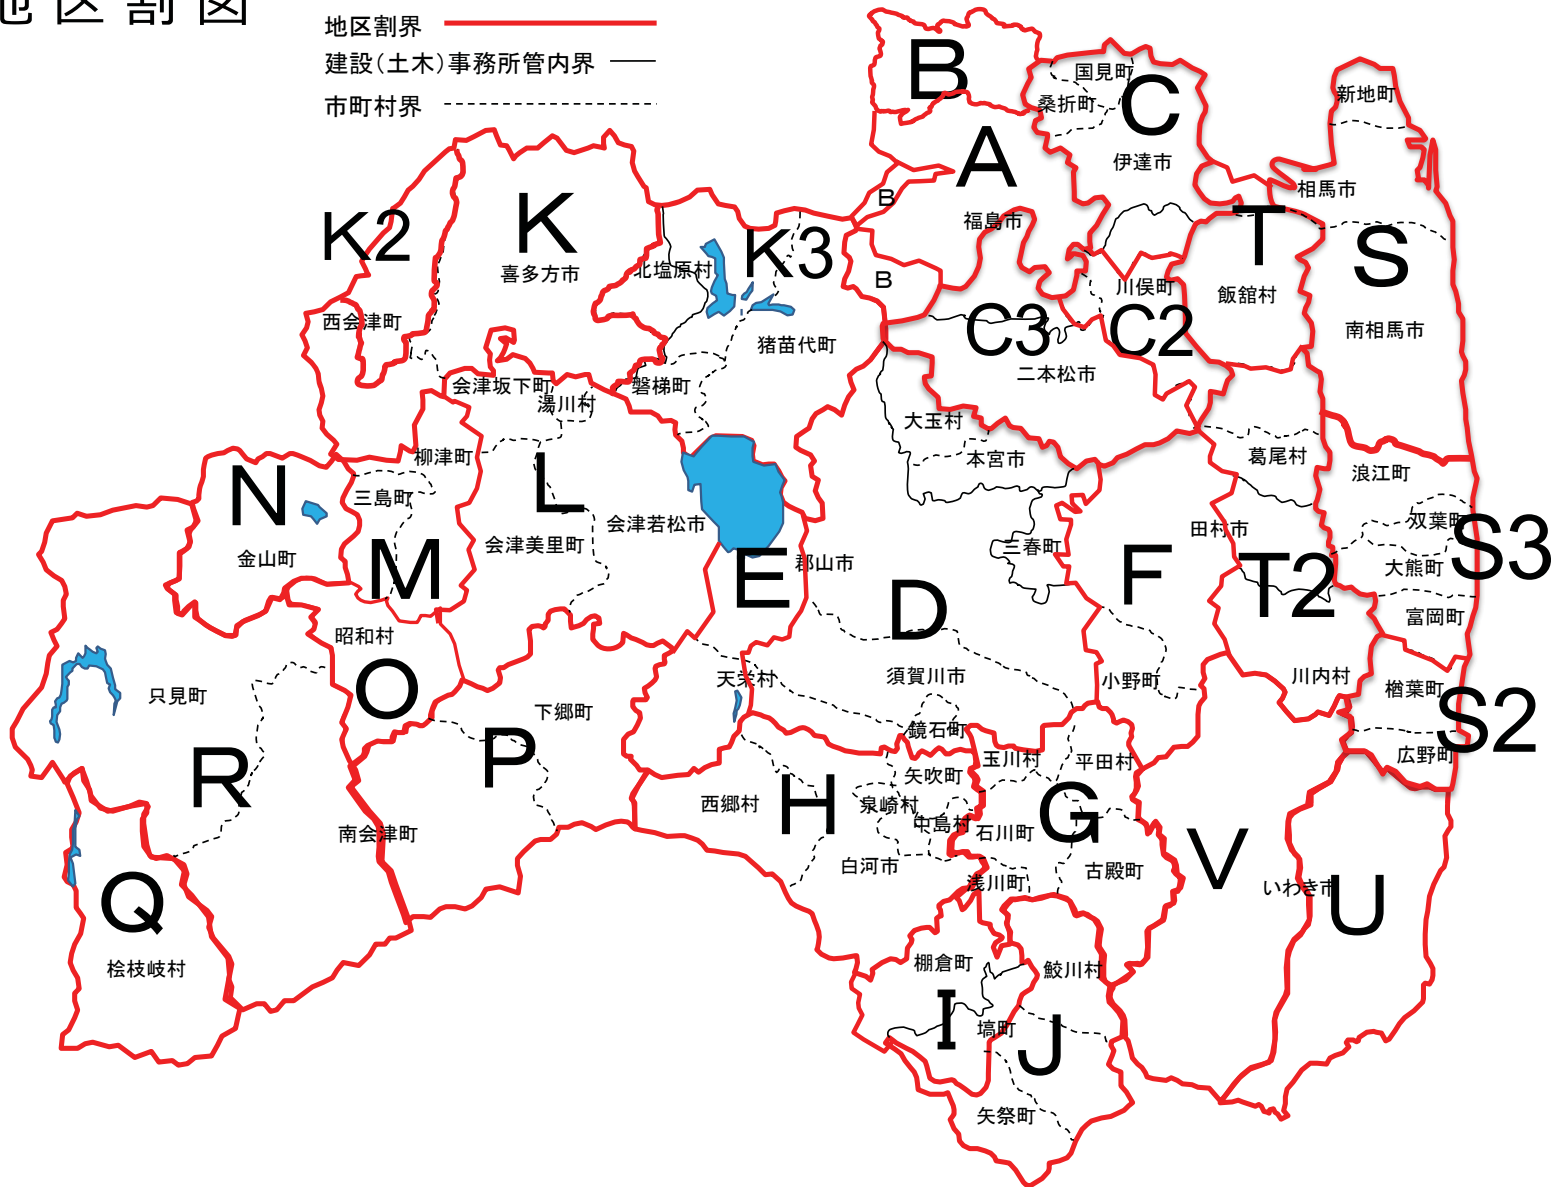 地区割図
地区割界
建設(土木)事務所管内界
市町村界
B
国見町
C
桑折町
新地町
A
伊達市
相馬市
K2
K
B
福島市
T
S
K3
喜多方市
北塩原村
B
川俣町
飯舘村
西会津町
C3
C2
南相馬市
猪苗代町
二本松市
会津坂下町
湯川村
磐梯町
大玉村
柳津町
本宮市
葛尾村
浪江町
N
三島町
L
会津若松市
田村市
双葉町
S3
金山町
M
会津美里町
三春町
E
郡山市
F
T2
大熊町
D
富岡町
昭和村
O
天栄村
須賀川市
小野町
川内村
楢葉町
只見町
下郷町
鏡石町
S2
P
玉川村
平田村
広野町
R
矢吹町
西郷村
H
泉崎村
中島村
G
南会津町
石川町
V
白河市
古殿町
浅川町
いわき市
U
Q
桧枝岐村
棚倉町
鮫川村
I
塙町
J
矢祭町